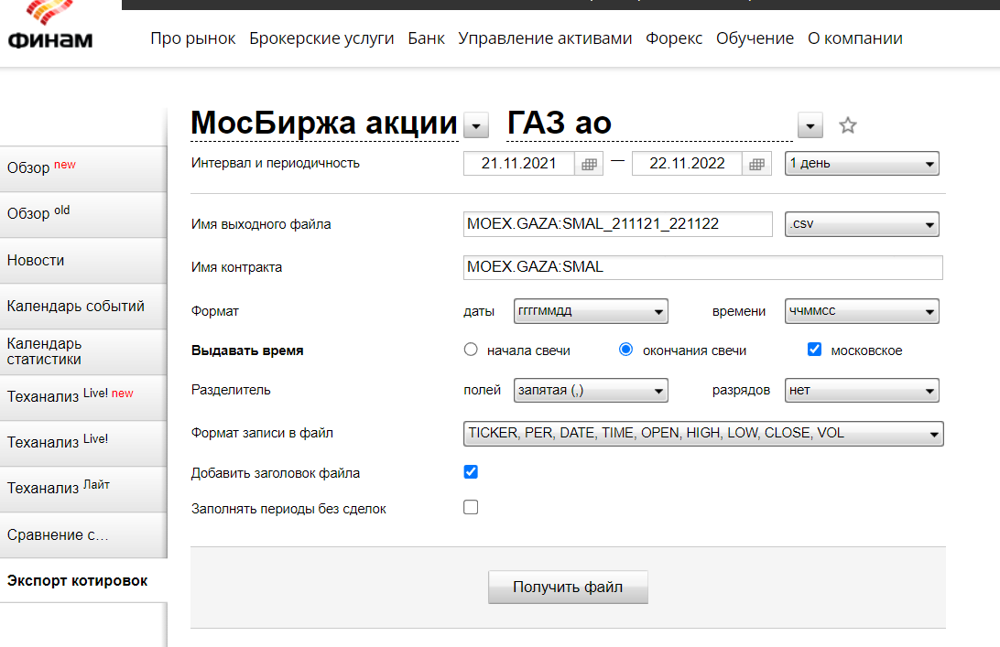 ФИНАМ
Про рынок Брокерские услуги Банк Управление активами Форекс Обучение О компании
МосБиржа акции ГАЗ ао
Интервал и периодичность 21.11.2021 — 22.11.2022 1 день
Обзор new
Обзор old
Новости
Календарь событий
Календарь
статистики
Теханализ Live! new
Теханализ Live!
Теханализ Лайт
Сравнение с...
Экспорт котировок
Имя выходного файла MOEX.GAZA:SMAL_211121_221122 .csv
Имя контракта MOEX.GAZA:SMAL
Формат даты ггггммдд времени ччммсс
Выдавать время начала свечи окончания свечи московское
Разделитель полей запятая (,) разрядов нет
Формат записи в файл TICKER, PER, DATE, TIME, OPEN, HIGH, LOW, CLOSE, VOL
Добавить заголовок файла
Заполнять периоды без сделок
Получить файл